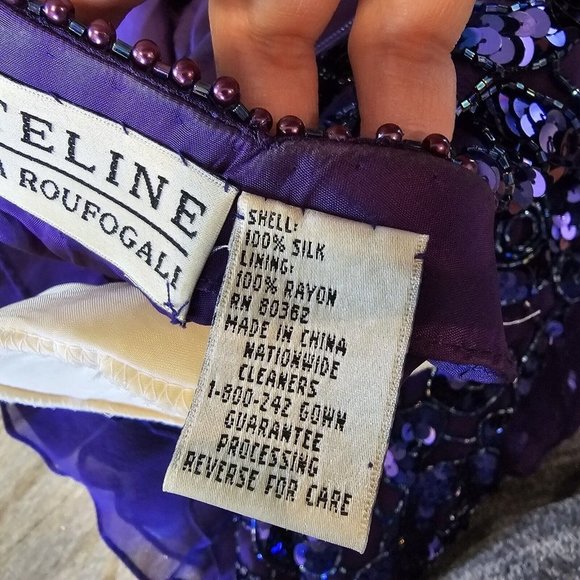 TELINE
A ROUFOGALI
SHELL:
100% SILK
LINING:
100% RAYON
RN 80362
MADE IN CHINA
NATIONWIDE
CLEANERS
1-800-242 GOWN
GUARANTEE
PROCESSING
REVERSE FOR CARE